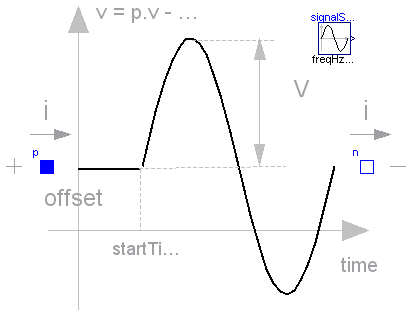 v = p.v - ...
signalS...
freqHz...
V
i
i
+
p
n
−
offset
startTi...
time